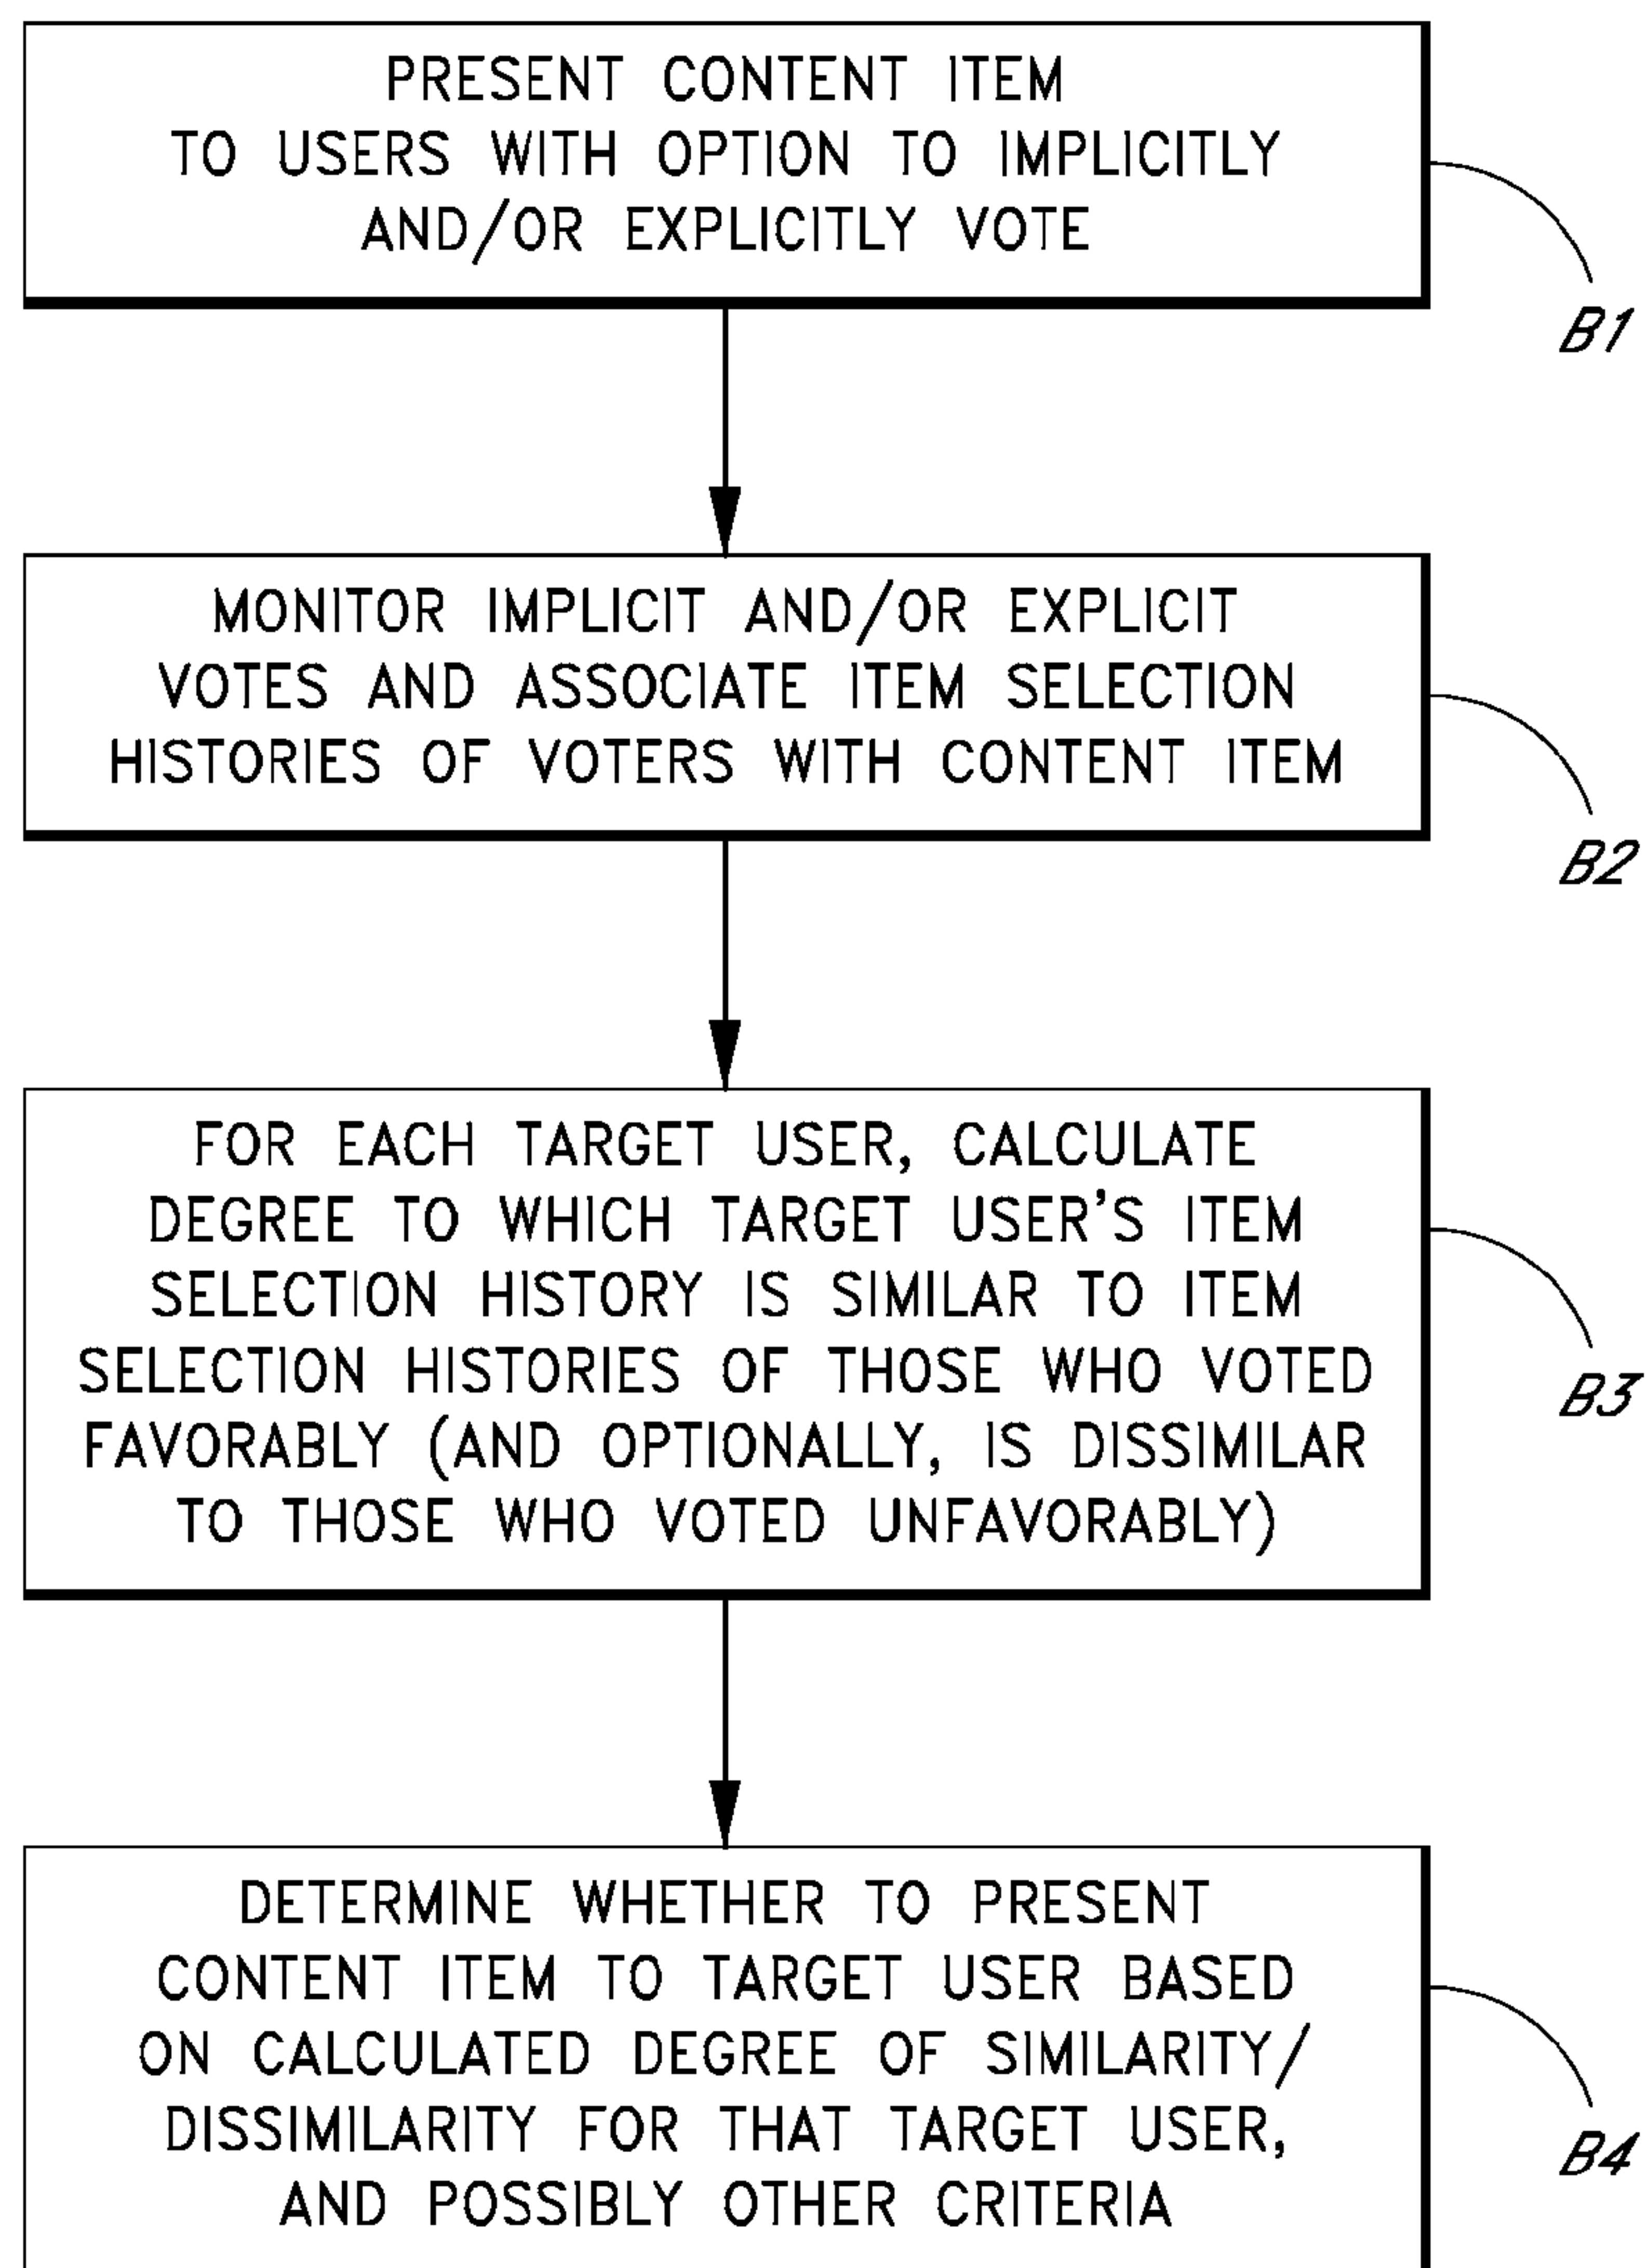 PRESENT CONTENT ITEM
TO USERS WITH OPTION TO IMPLICITLY
AND/OR EXPLICITLY VOTE
B1
MONITOR IMPLICIT AND/OR EXPLICIT
VOTES AND ASSOCIATE ITEM SELECTION
HISTORIES OF VOTERS WITH CONTENT ITEM
B2
FOR EACH TARGET USER, CALCULATE
DEGREE TO WHICH TARGET USER'S ITEM
SELECTION HISTORY IS SIMILAR TO ITEM
SELECTION HISTORIES OF THOSE WHO VOTED
FAVORABLY (AND OPTIONALLY, IS DISSIMILAR
TO THOSE WHO VOTED UNFAVORABLY)
B3
DETERMINE WHETHER TO PRESENT
CONTENT ITEM TO TARGET USER BASED
ON CALCULATED DEGREE OF SIMILARITY/
DISSIMILARITY FOR THAT TARGET USER,
AND POSSIBLY OTHER CRITERIA
B4